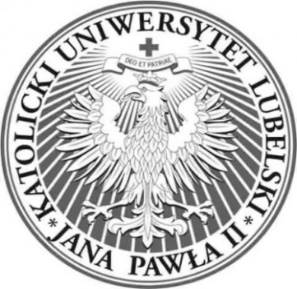 KATOLICKI UNIWERSYTET LUBELSKI
JANA PAWŁA II
DEO ET PATRIAE